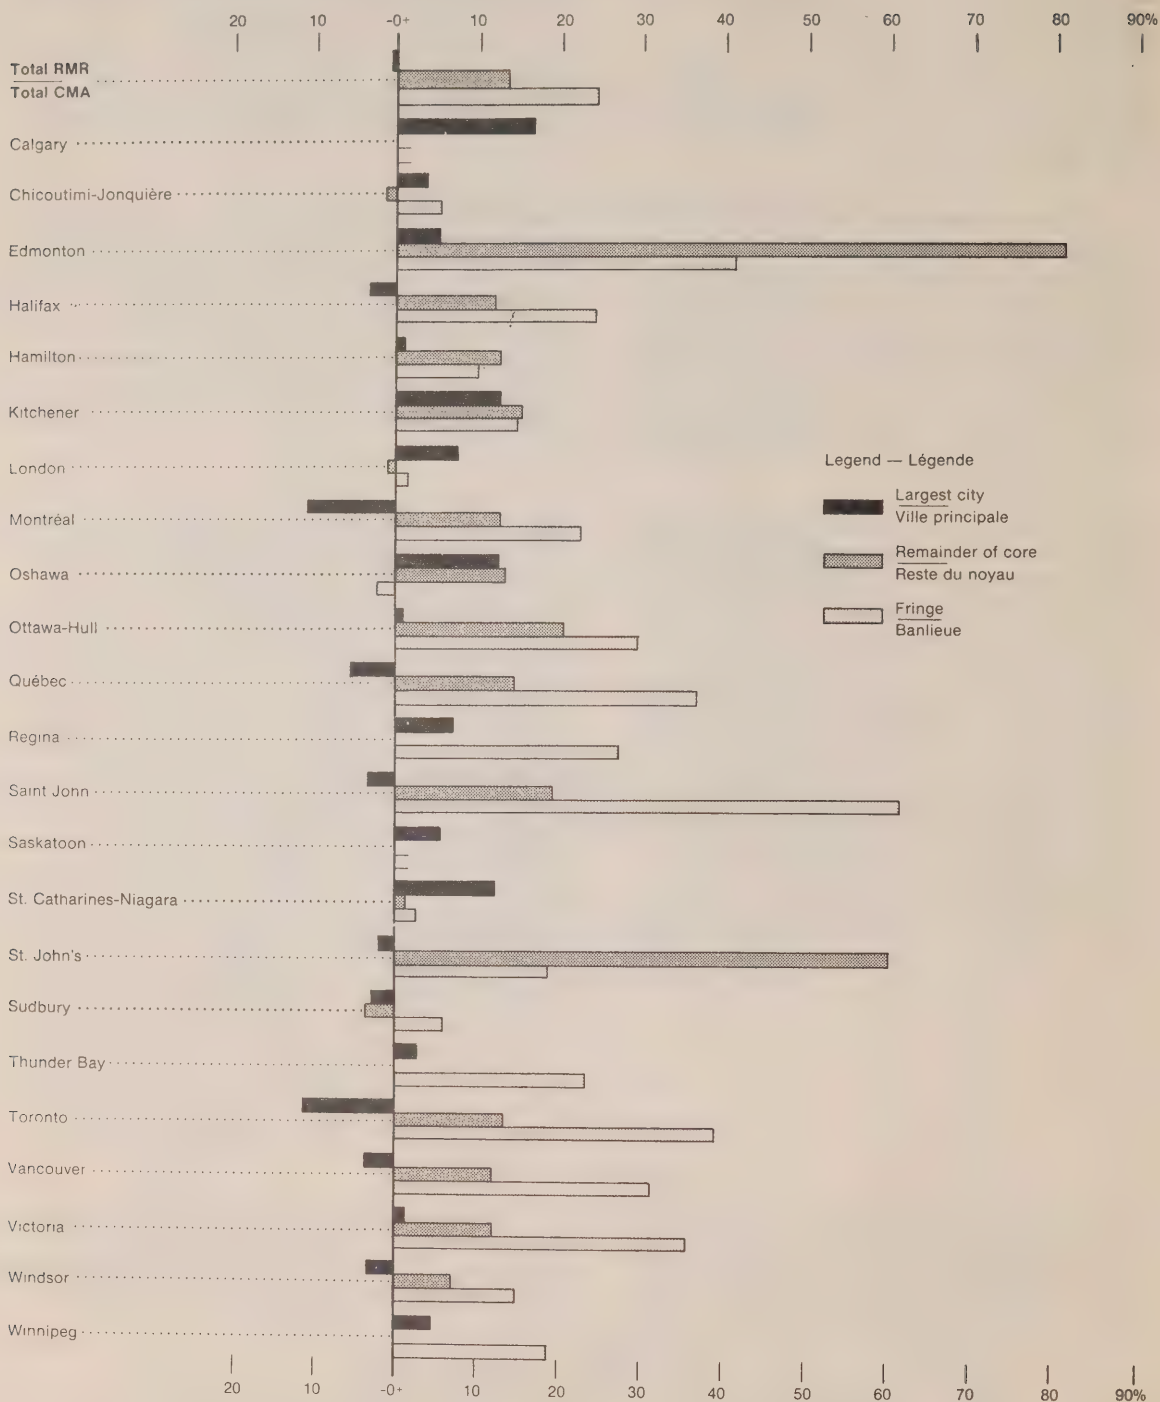 20 10 -0+ 10 20 30 40 50 60 70 80 90%
Total RMR
Total CMA
Calgary
Chicoutimi-Jonquière
Edmonton
Halifax
Hamilton
Kitchener
London
Montréal
Oshawa
Ottawa-Hull
Québec
Regina
Saint John
Saskatoon
St. Catharines-Niagara
St. John's
Sudbury
Thunder Bay
Toronto
Vancouver
Victoria
Windsor
Winnipeg
Legend — Légende
Largest city
Ville principale
Remainder of core
Reste du noyau
Fringe
Banlieue
20 10 -0+ 10 20 30 40 50 60 70 80 90%